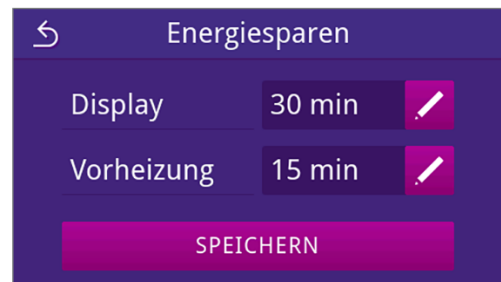 Energiesparen
Display 30 min
Vorheizung 15 min
SPEICHERN